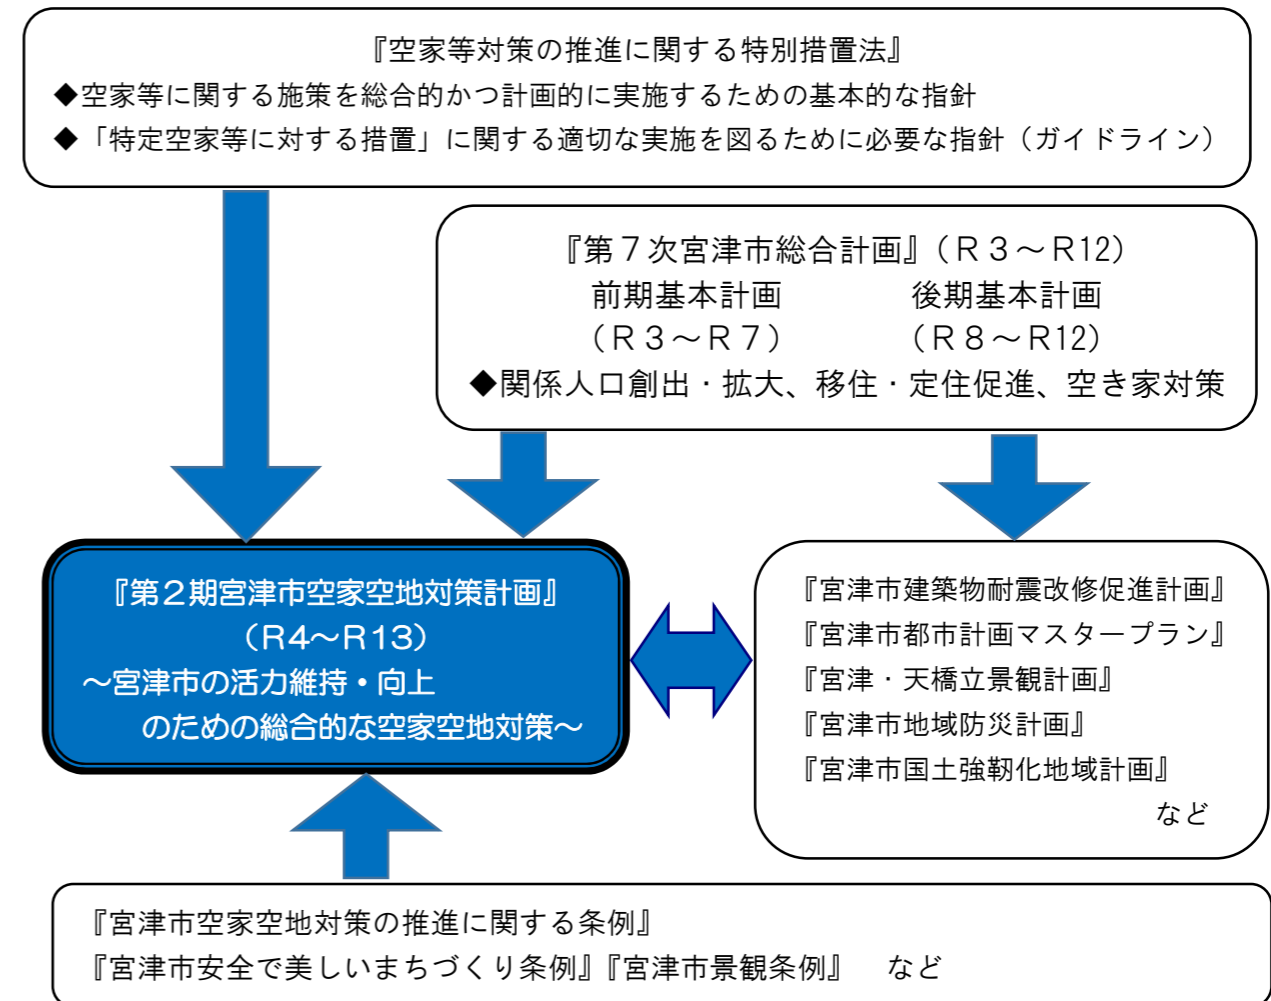 『空家等対策の推進に関する特別措置法』
◆空家等に関する施策を総合的かつ計画的に実施するための基本的な指針
◆「特定空家等に対する措置」に関する適切な実施を図るために必要な指針（ガイドライン）
『第７次宮津市総合計画』（Ｒ３～Ｒ12）
前期基本計画　　　　後期基本計画
（Ｒ３～Ｒ７）　　　　（Ｒ８～Ｒ12）
◆関係人口創出・拡大、移住・定住促進、空き家対策
『第２期宮津市空家空地対策計画』
（R4～R13）
～宮津市の活力維持・向上
のための総合的な空家空地対策～
『宮津市建築物耐震改修促進計画』
『宮津市都市計画マスタープラン』
『宮津・天橋立景観計画』
『宮津市地域防災計画』
『宮津市国土強靭化地域計画』
など
『宮津市空家空地対策の推進に関する条例』
『宮津市安全で美しいまちづくり条例』『宮津市景観条例』　など